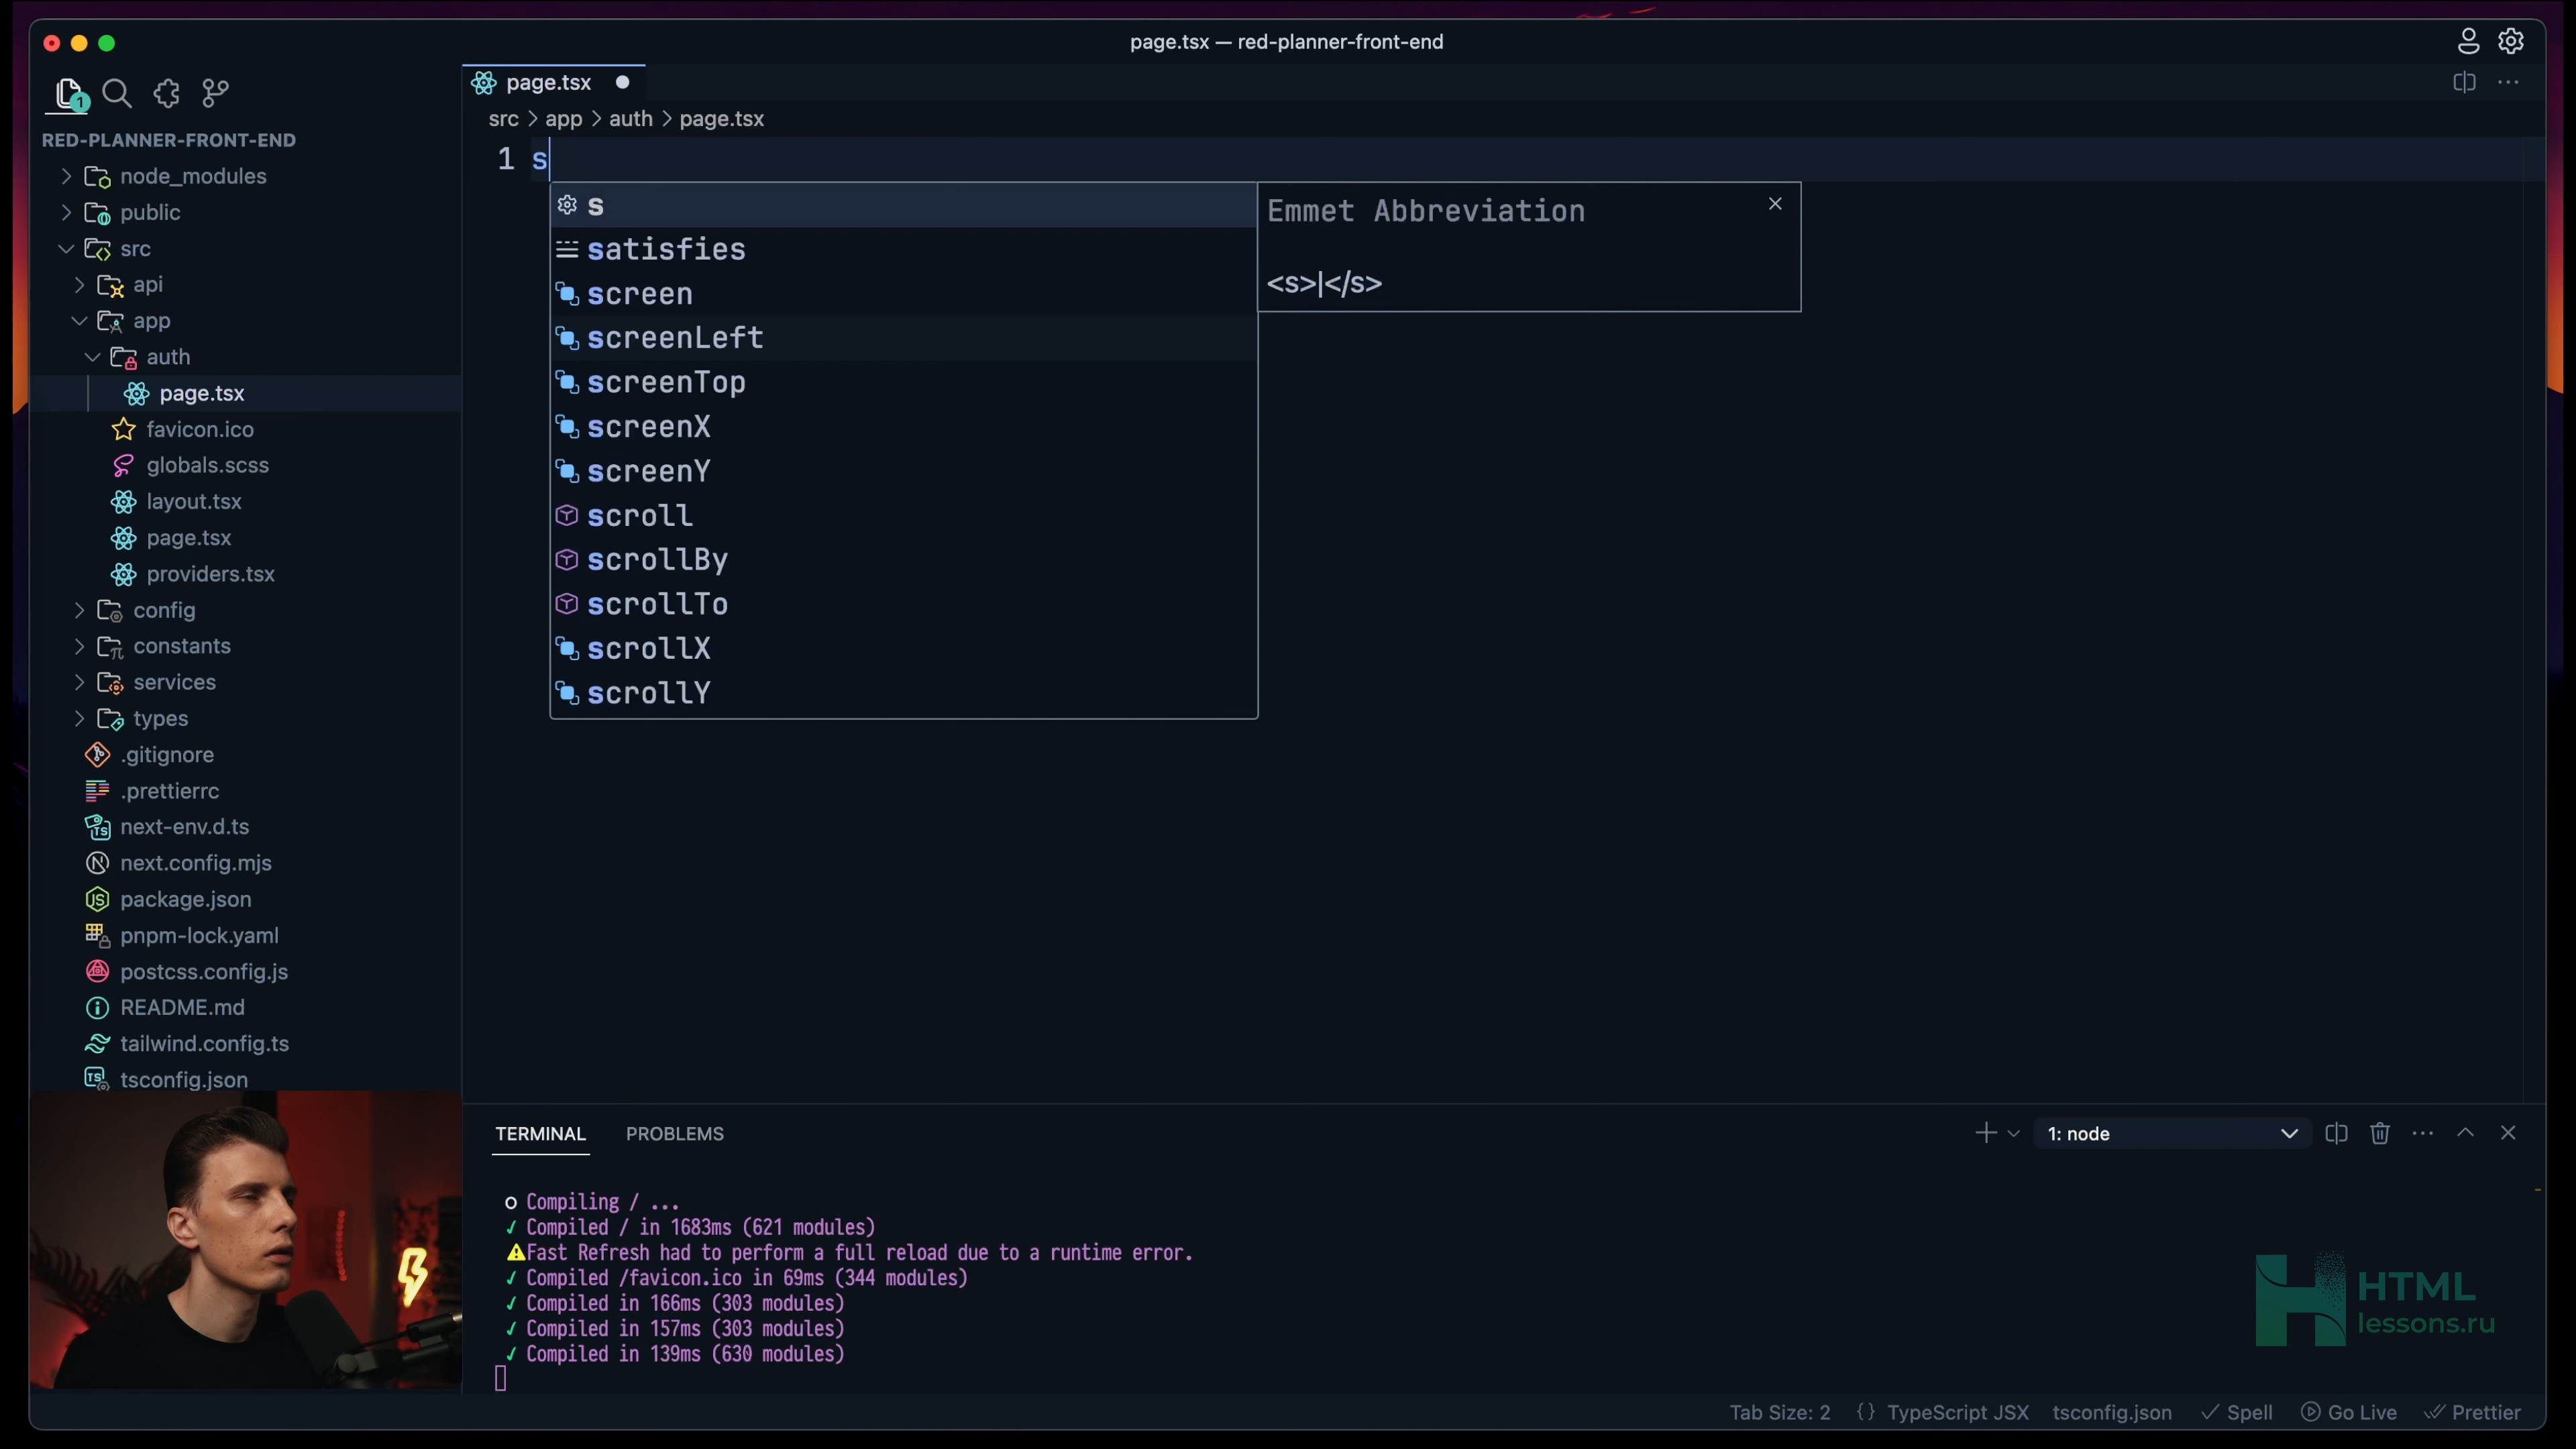 page.tsx — red-planner-front-end
1
RED-PLANNER-FRONT-END
node_modules
public
src
api
app
auth
page.tsx
favicon.ico
globals.scss
layout.tsx
page.tsx
providers.tsx
config
constants
services
types
.gitignore
.prettierrc
next-env.d.ts
next.config.mjs
package.json
pnpm-lock.yaml
postcss.config.js
README.md
tailwind.config.ts
tsconfig.json
page.tsx
src > app > auth > page.tsx
1 s
s
satisfies
screen
screenLeft
screenTop
screenX
screenY
scroll
scrollBy
scrollTo
scrollX
scrollY
Emmet Abbreviation
<s>|</s>
TERMINAL PROBLEMS
1: node
○ Compiling / ...
✓ Compiled / in 1683ms (621 modules)
⚠Fast Refresh had to perform a full reload due to a runtime error.
✓ Compiled /favicon.ico in 69ms (344 modules)
✓ Compiled in 166ms (303 modules)
✓ Compiled in 157ms (303 modules)
✓ Compiled in 139ms (630 modules)
HTML
lessons.ru
Tab Size: 2 {} TypeScript JSX tsconfig.json ✓ Spell Go Live Prettier